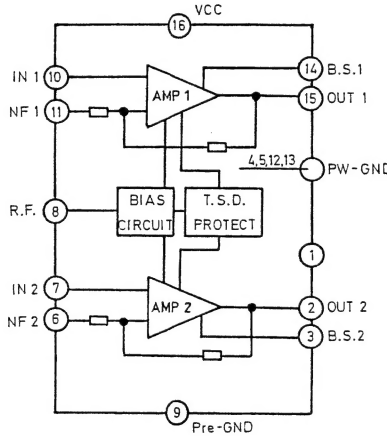 VCC
16
IN 1 10
14 B.S.1
AMP 1
NF 1 11
15 OUT 1
4,5,12,13
PW-GND
R.F. 8
BIAS
CIRCUIT
T.S.D.
PROTECT
1
IN 2 7
AMP 2
2 OUT 2
NF 2 6
3 B.S.2
9
Pre-GND